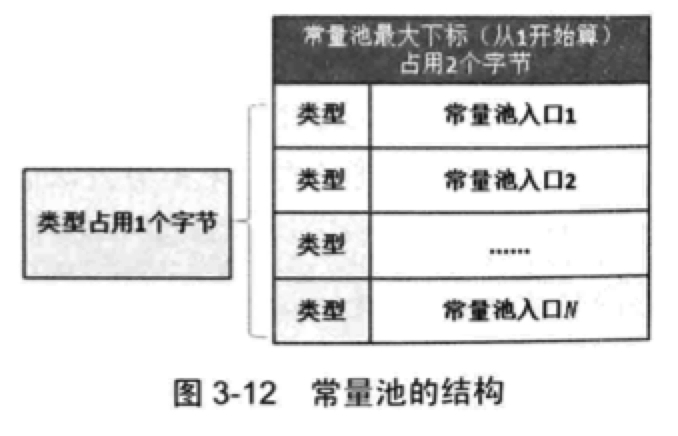 常量池最大下标（从1开始算）
占用2个字节
类型 常量池入口1
类型 常量池入口2
类型占用1个字节
类型 ......
类型 常量池入口N
图 3-12 常量池的结构